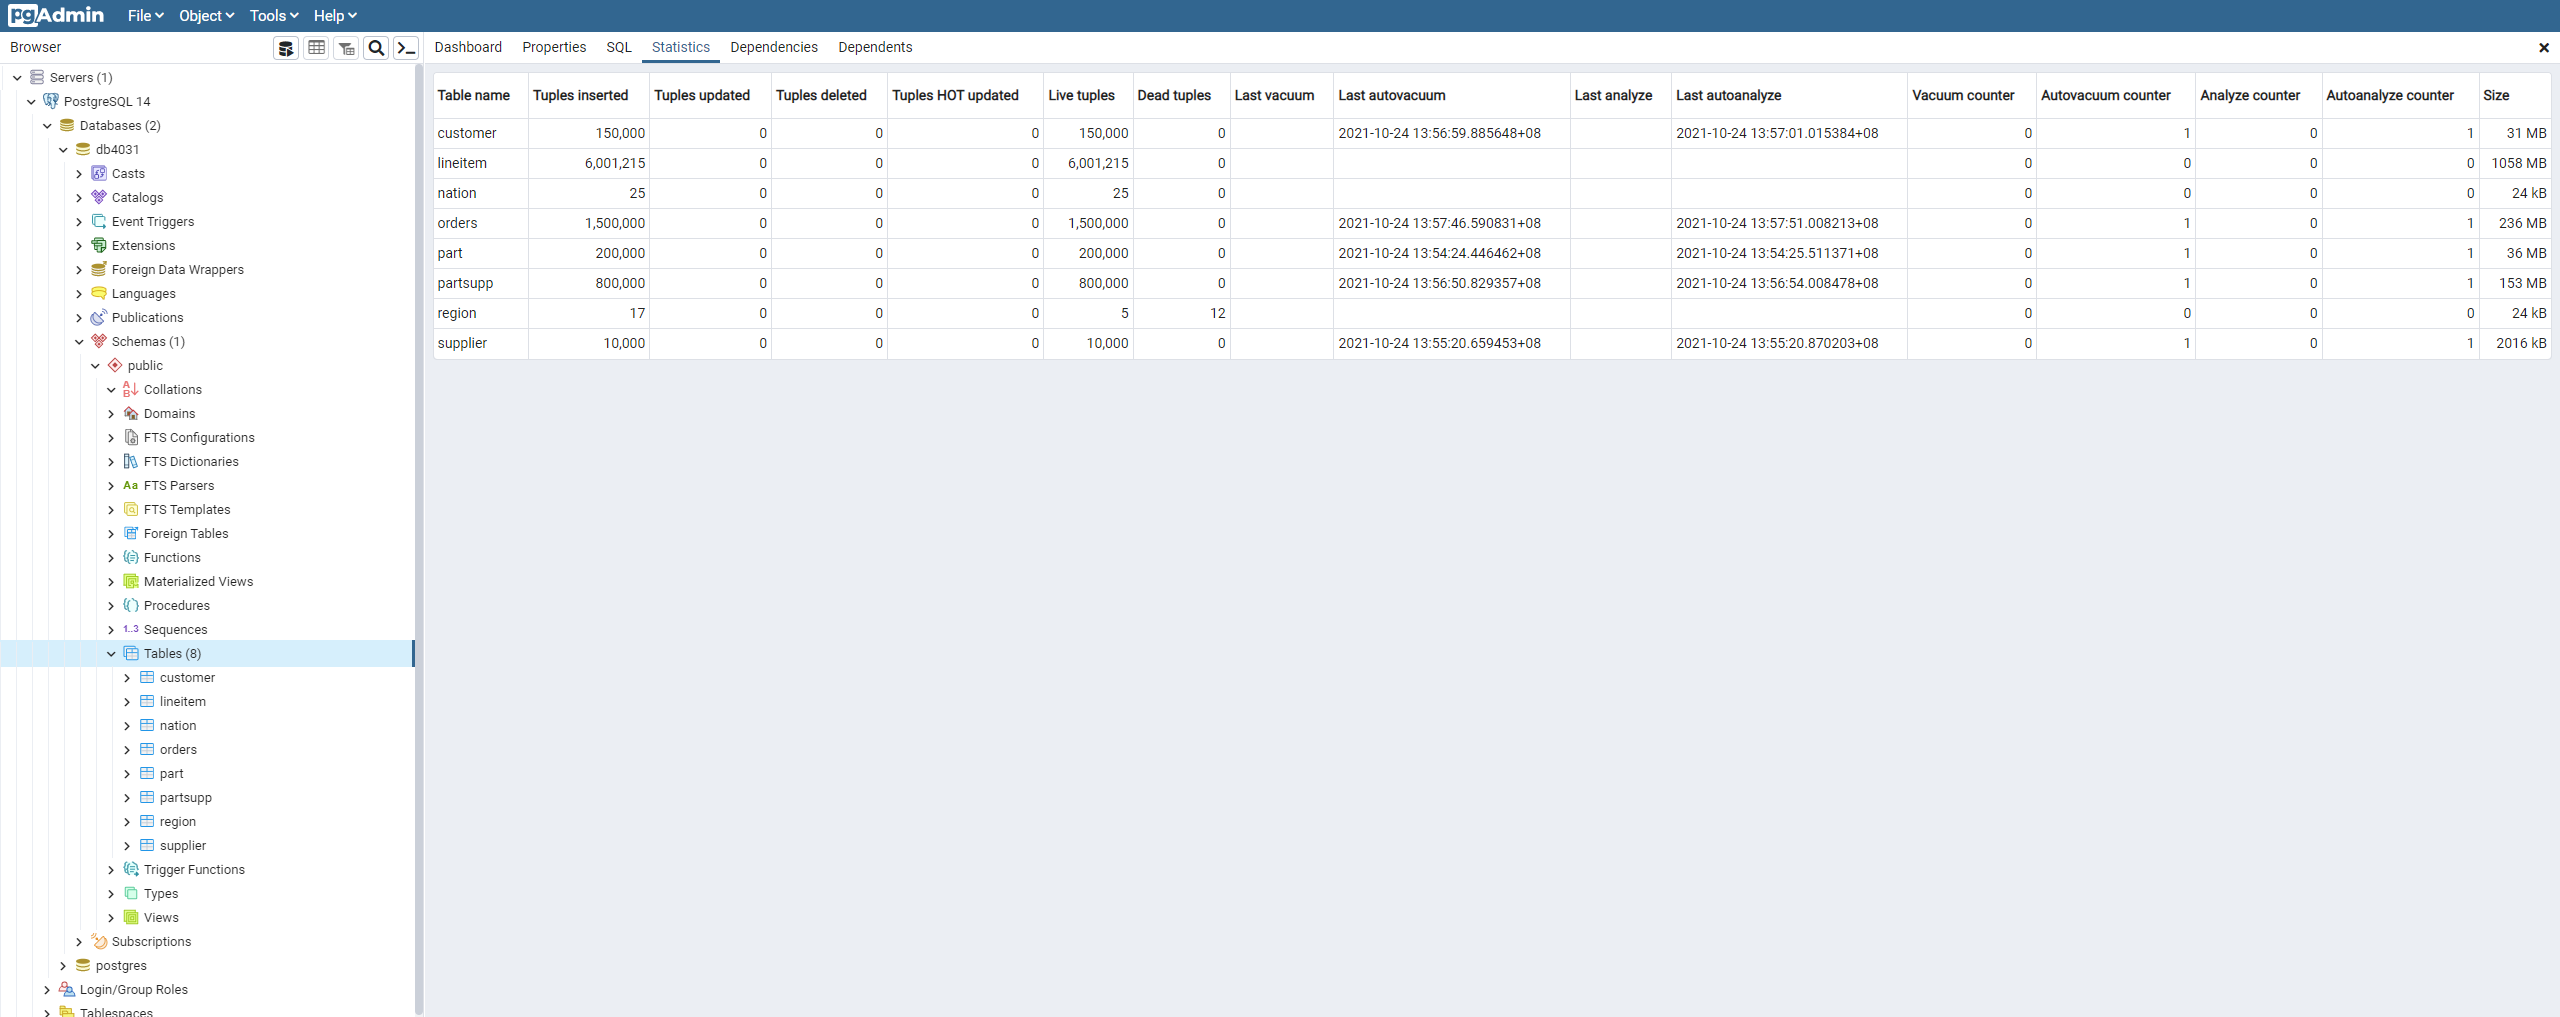 pgAdmin File Object Tools Help
Browser
Dashboard Properties SQL Statistics Dependencies Dependents
Servers (1)
PostgreSQL 14
Databases (2)
db4031
Casts
Catalogs
Event Triggers
Extensions
Foreign Data Wrappers
Languages
Publications
Schemas (1)
public
Collations
Domains
FTS Configurations
FTS Dictionaries
Aa FTS Parsers
FTS Templates
Foreign Tables
Functions
Materialized Views
Procedures
1..3 Sequences
Tables (8)
customer
lineitem
nation
orders
part
partsupp
region
supplier
Trigger Functions
Types
Views
Subscriptions
postgres
Login/Group Roles
Tablespaces
Table name Tuples inserted Tuples updated Tuples deleted Tuples HOT updated Live tuples Dead tuples Last vacuum Last autovacuum Last analyze Last autoanalyze Vacuum counter Autovacuum counter Analyze counter Autoanalyze counter Size
customer 150,000 0 0 0 150,000 0 2021-10-24 13:56:59.885648+08 2021-10-24 13:57:01.015384+08 0 1 0 1 31 MB
lineitem 6,001,215 0 0 0 6,001,215 0 0 0 0 0 1058 MB
nation 25 0 0 0 25 0 0 0 0 0 24 kB
orders 1,500,000 0 0 0 1,500,000 0 2021-10-24 13:57:46.590831+08 2021-10-24 13:57:51.008213+08 0 1 0 1 236 MB
part 200,000 0 0 0 200,000 0 2021-10-24 13:54:24.446462+08 2021-10-24 13:54:25.511371+08 0 1 0 1 36 MB
partsupp 800,000 0 0 0 800,000 0 2021-10-24 13:56:50.829357+08 2021-10-24 13:56:54.008478+08 0 1 0 1 153 MB
region 17 0 0 0 5 12 0 0 0 0 24 kB
supplier 10,000 0 0 0 10,000 0 2021-10-24 13:55:20.659453+08 2021-10-24 13:55:20.870203+08 0 1 0 1 2016 kB